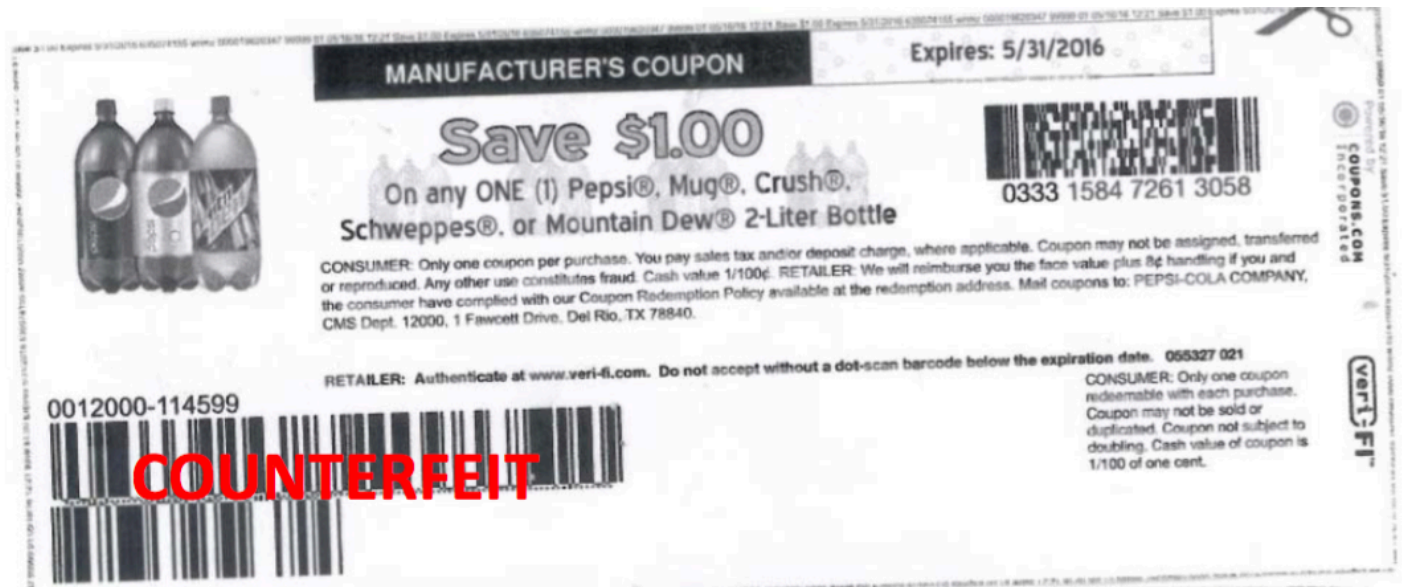 MANUFACTURER'S COUPON
Expires: 5/31/2016
Save $1.00
On any ONE (1) Pepsi®, Mug®, Crush®,
Schweppes®, or Mountain Dew® 2-Liter Bottle
0333 1584 7261 3058
Powered by
COUPONS.COM
Incorporated
CONSUMER: Only one coupon per purchase. You pay sales tax and/or deposit charge, where applicable. Coupon may not be assigned, transferred
or reproduced. Any other use constitutes fraud. Cash value 1/100¢. RETAILER: We will reimburse you the face value plus 8¢ handling if you and
the consumer have complied with our Coupon Redemption Policy available at the redemption address. Mail coupons to: PEPSI-COLA COMPANY,
CMS Dept. 12000, 1 Fawcett Drive, Del Rio, TX 78840.
RETAILER: Authenticate at www.veri-fi.com. Do not accept without a dot-scan barcode below the expiration date. 055327 021
CONSUMER: Only one coupon
redeemable with each purchase.
Coupon may not be sold or
duplicated. Coupon not subject to
doubling. Cash value of coupon is
1/100 of one cent.
veri-FI™
0012000-114599
COUNTERFEIT